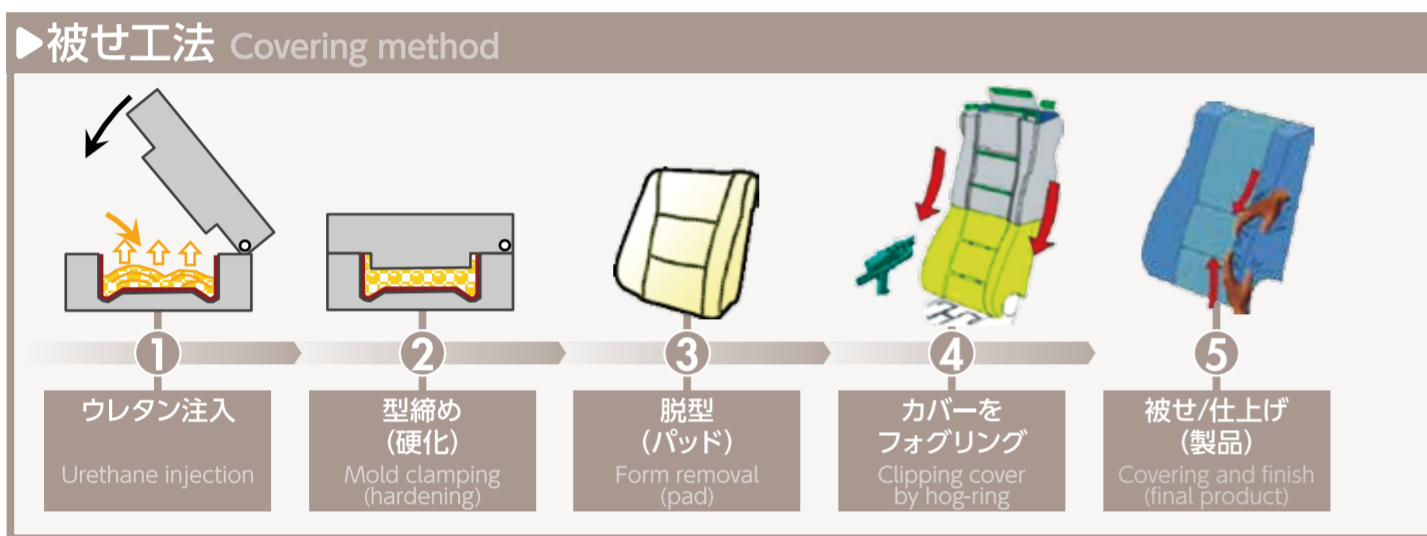 ▶被せ工法 Covering method
1
ウレタン注入
Urethane injection
2
型締め
(硬化)
Mold clamping
(hardening)
3
脱型
(パッド)
Form removal
(pad)
4
カバーを
フォグリング
Clipping cover
by hog-ring
5
被せ/仕上げ
(製品)
Covering and finish
(final product)